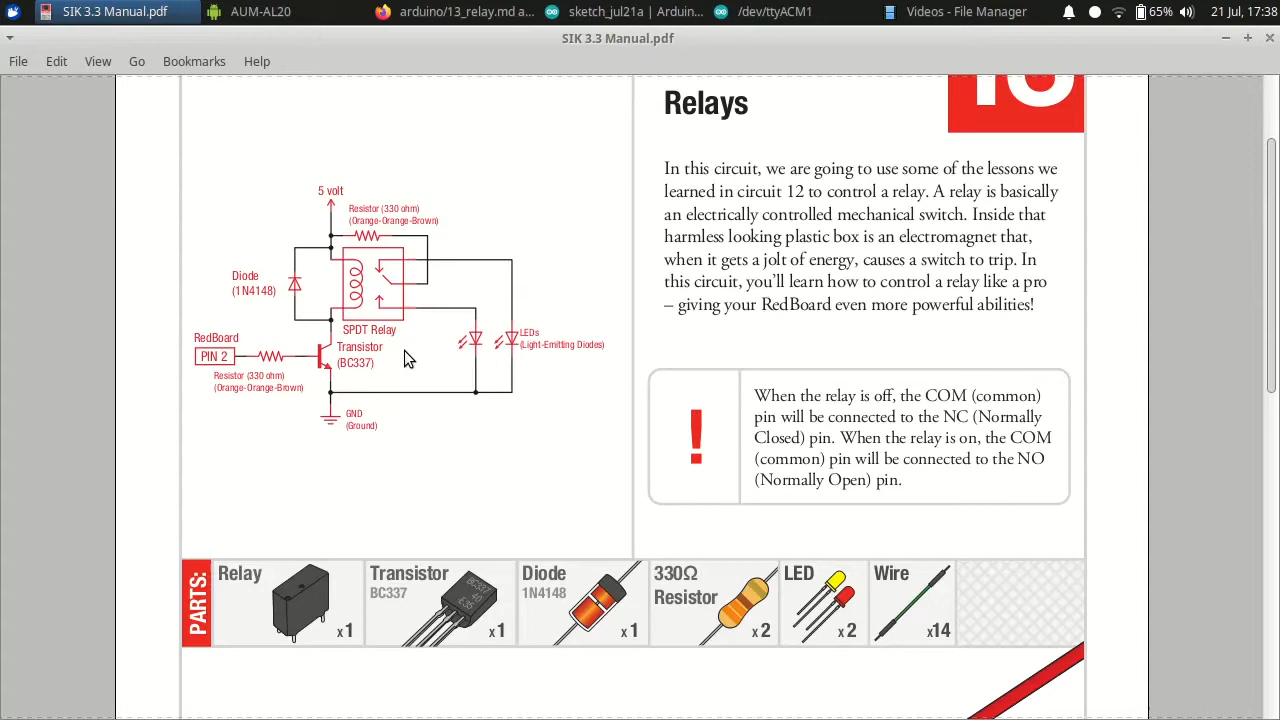 SIK 3.3 Manual.pdf
AUM-AL20
arduino/13_relay.md a...
sketch_jul21a | Arduin...
/dev/ttyACM1
Videos - File Manager
65%
21 Jul, 17:38
SIK 3.3 Manual.pdf
File Edit View Go Bookmarks Help
Relays
In this circuit, we are going to use some of the lessons we
learned in circuit 12 to control a relay. A relay is basically
an electrically controlled mechanical switch. Inside that
harmless looking plastic box is an electromagnet that,
when it gets a jolt of energy, causes a switch to trip. In
this circuit, you'll learn how to control a relay like a pro
– giving your RedBoard even more powerful abilities!
5 volt
Resistor (330 ohm)
(Orange-Orange-Brown)
Diode
(1N4148)
SPDT Relay
RedBoard
PIN 2
Transistor
(BC337)
LEDs
(Light-Emitting Diodes)
Resistor (330 ohm)
(Orange-Orange-Brown)
GND
(Ground)
!
When the relay is off, the COM (common)
pin will be connected to the NC (Normally
Closed) pin. When the relay is on, the COM
(common) pin will be connected to the NO
(Normally Open) pin.
PARTS:
Relay
x1
Transistor
BC337
x1
Diode
1N4148
x1
330Ω
Resistor
x2
LED
x2
Wire
x14